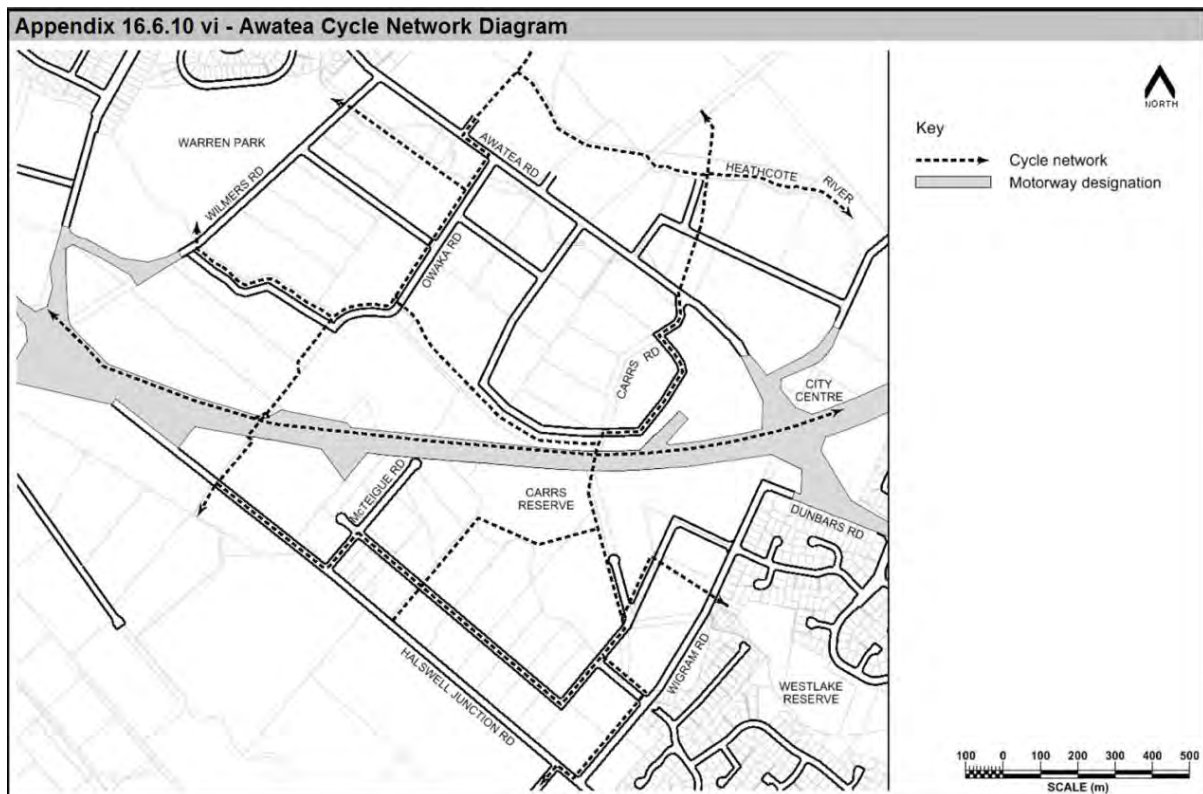 Appendix 16.6.10 vi - Awatea Cycle Network Diagram
NORTH
Key
Cycle network
Motorway designation
WARREN PARK
WILMERS RD
AWATEA RD
HEATHCOTE
RIVER
OWAKA RD
CARRS
RD
CITY
CENTRE
McTEIGUE RD
CARRS
RESERVE
DUNBARS RD
HALSWELL JUNCTION RD
WIGRAM RD
WESTLAKE
RESERVE
100 0 100 200 300 400 500
SCALE (m)